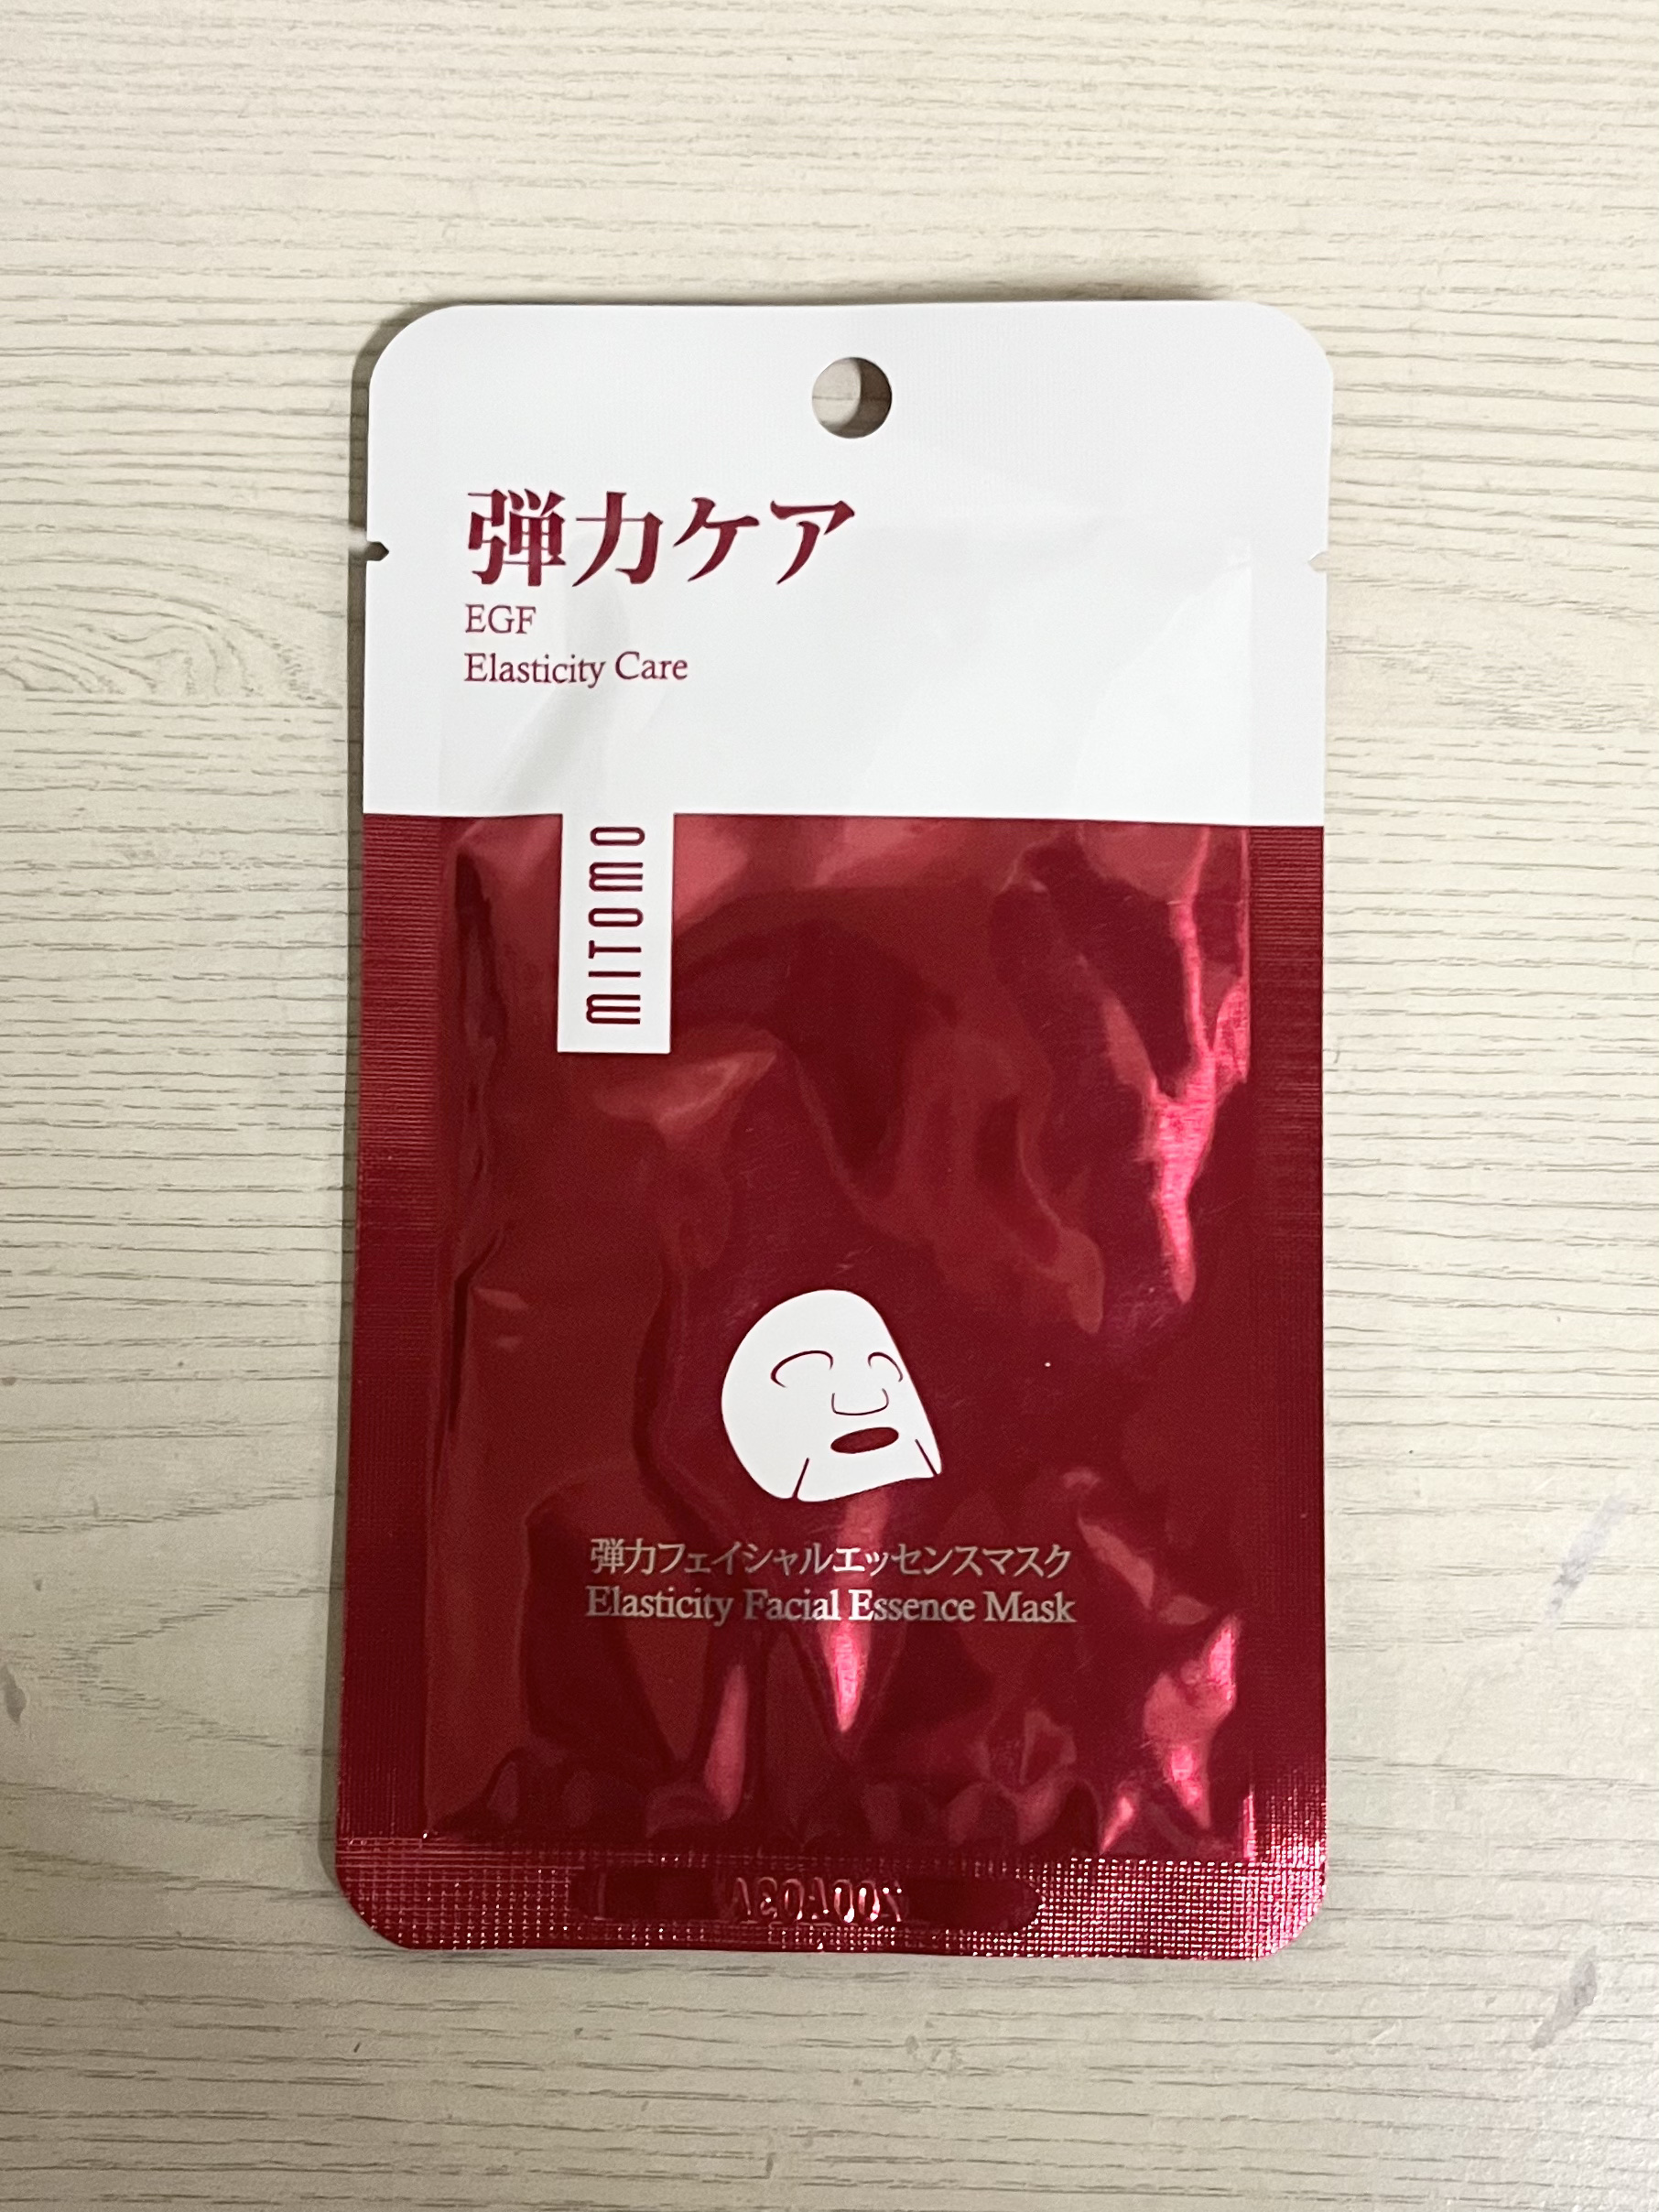 弾力ケア
EGF
Elasticity Care
MITOMO
弾力フェイシャルエッセンスマスク
Elasticity Facial Essence Mask